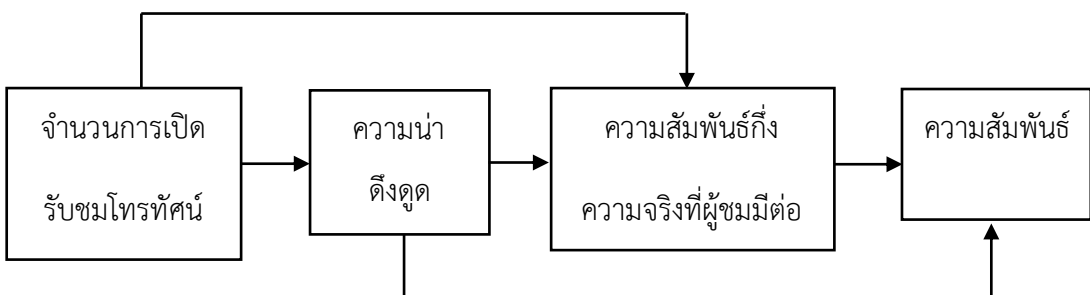 จำนวนการเปิด
รับชมโทรทัศน์
ความน่า
ดึงดูด
ความสัมพันธ์กึ่ง
ความจริงที่ผู้ชมมีต่อ
ความสัมพันธ์